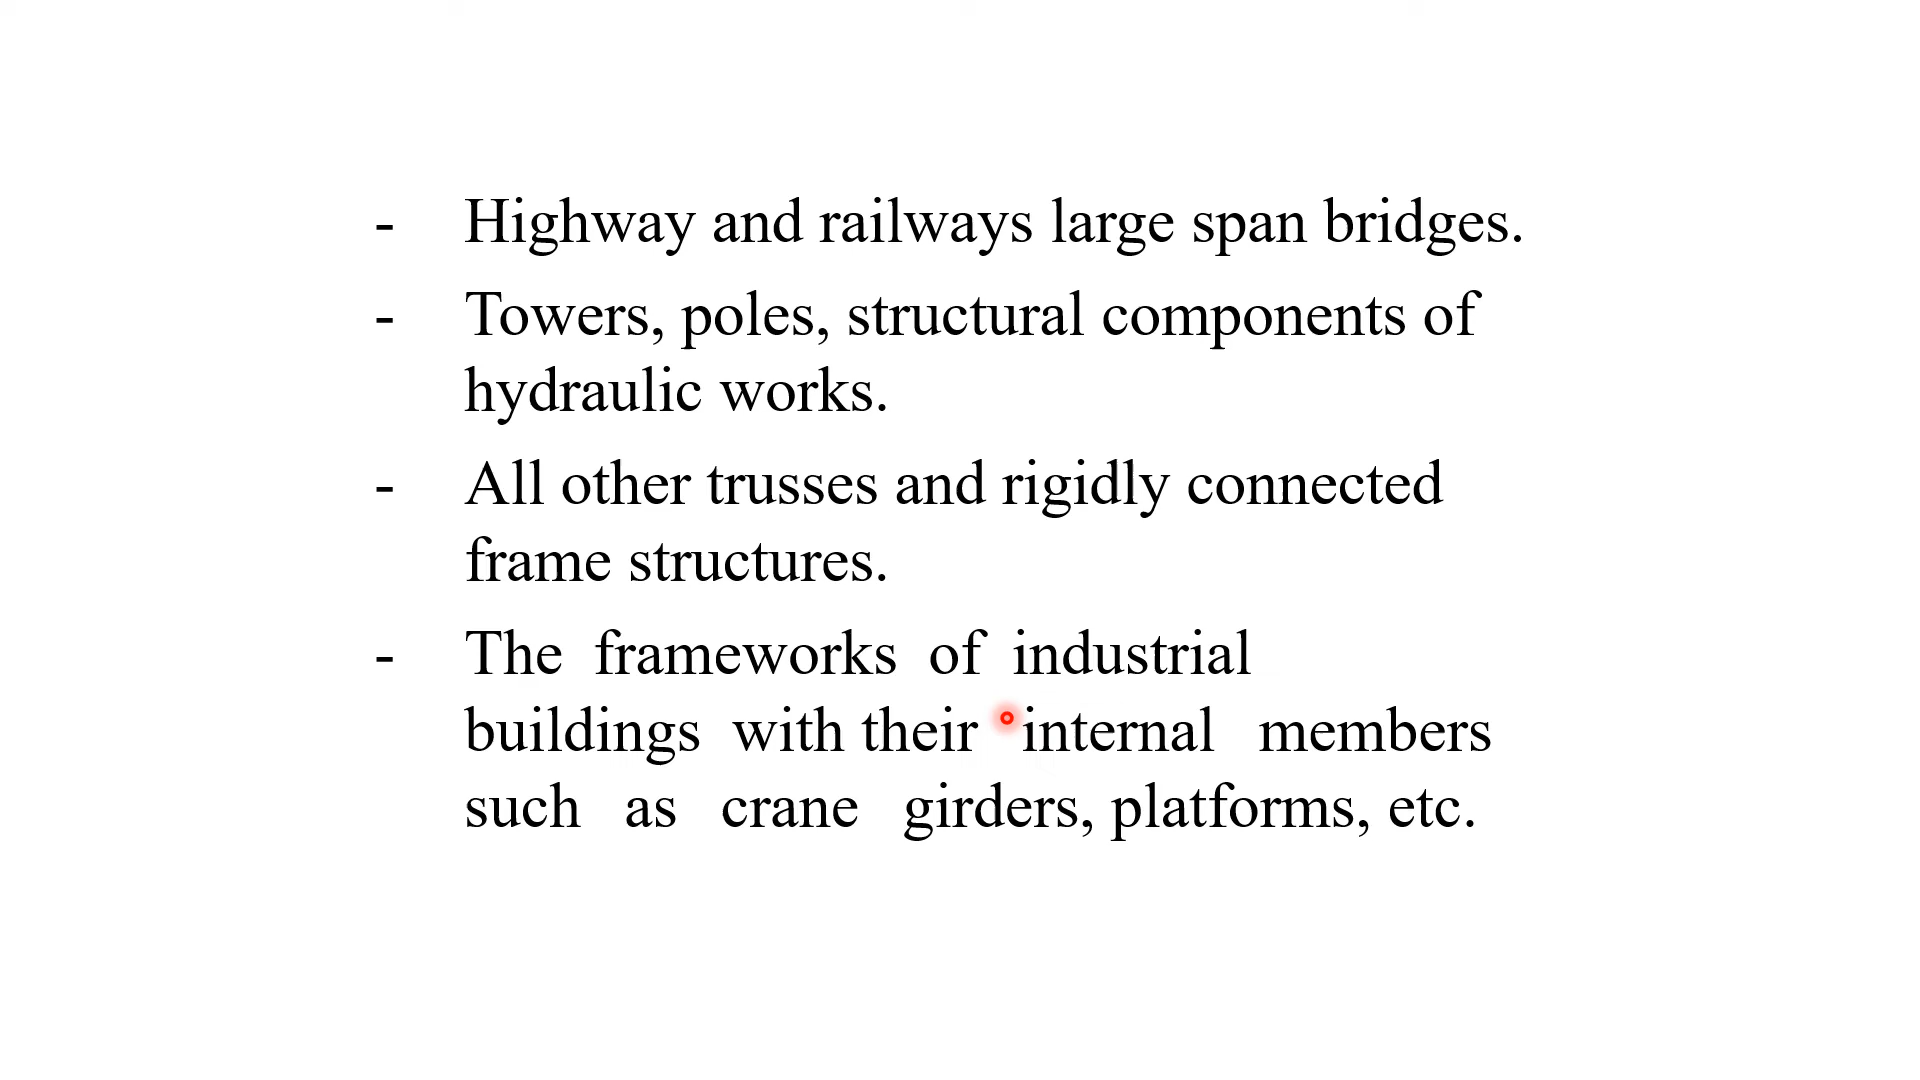 - Highway and railways large span bridges.
- Towers, poles, structural components of
hydraulic works.
- All other trusses and rigidly connected
frame structures.
- The frameworks of industrial
buildings with their internal members
such as crane girders, platforms, etc.